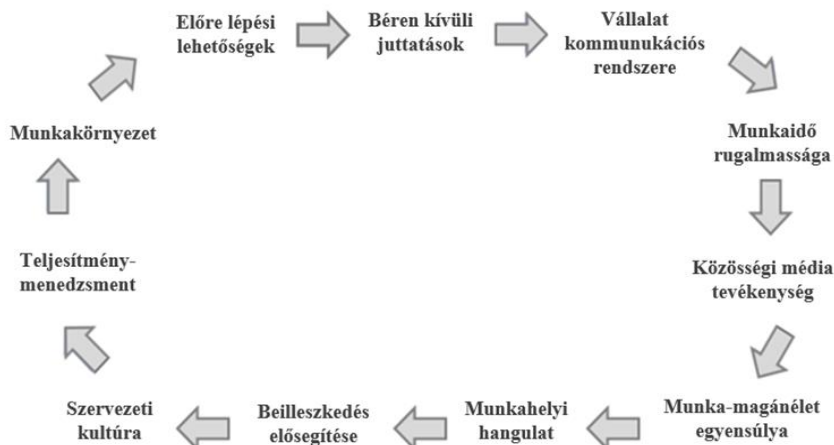 Előre lépési
lehetőségek
Béren kívüli
juttatások
Vállalat
kommunukációs
rendszere
Munkaidő
rugalmassága
Közösségi média
tevékenység
Munka-magánélet
egyensúlya
Munkahelyi
hangulat
Beilleszkedés
elősegítése
Szervezeti
kultúra
Teljesítmény-
menedzsment
Munkakörnyezet